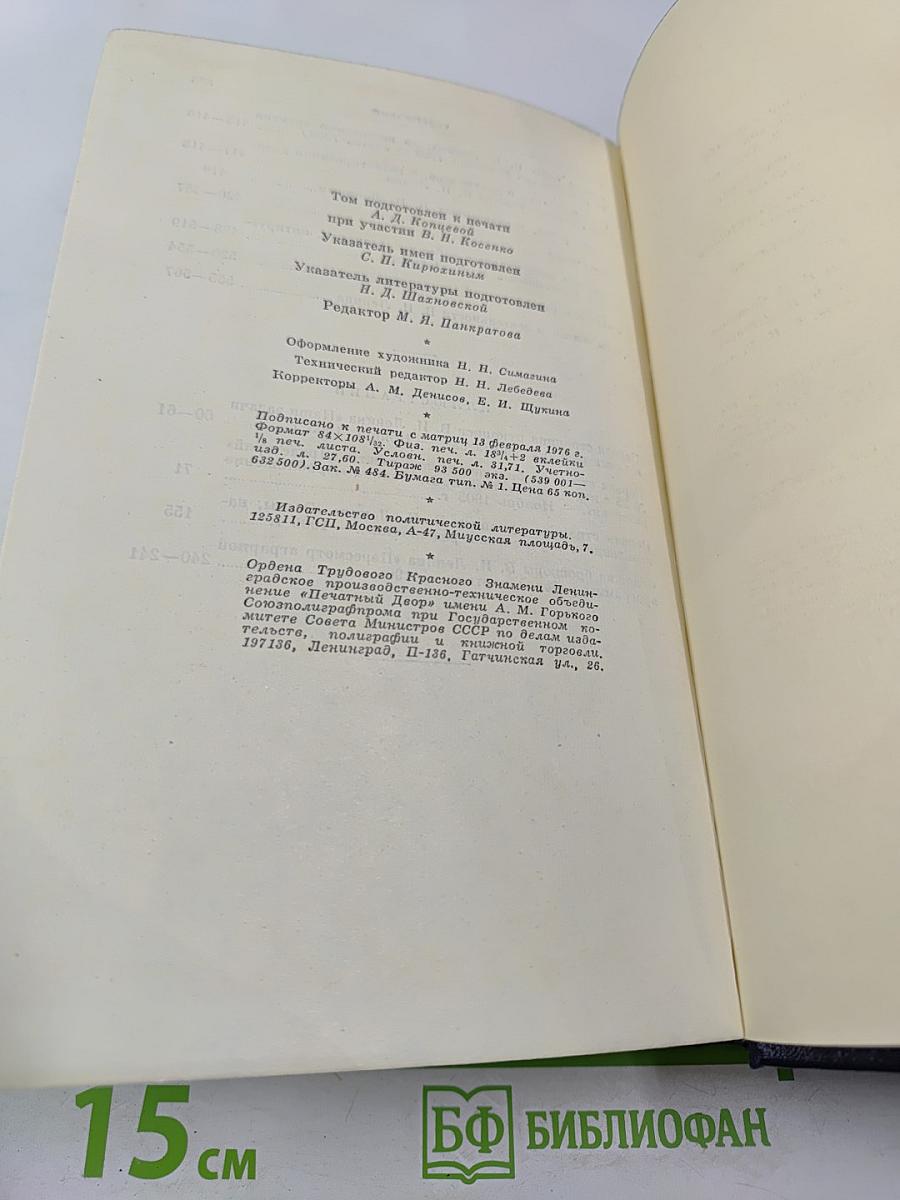 Том подготовлен к печати
А. Д. Копцевой
при участии В. Н. Косенко
Указатель имен подготовлен
С. П. Кирюхиным
Указатель литературы подготовлен
Н. Д. Шахновской
Редактор М. Я. Панкратова
*
Оформление художника Н. Н. Симагина
Технический редактор Н. Н. Лебедева
Корректоры А. М. Денисов, Е. И. Щукина
*
Подписано к печати с матриц 13 февраля 1976 г.
Формат 84×108¹/₃₂. Физ. печ. л. 18³/₄+2 вклейки
¹/₈ печ. листа. Условн. печ. л. 31,71. Учетно-
изд. л. 27,60. Тираж 93 500 экз. (539 001—
632 500). Зак. № 484. Бумага тип. № 1. Цена 65 коп.
*
Издательство политической литературы.
125811, ГСП, Москва, А-47, Миусская площадь, 7.
*
Ордена Трудового Красного Знамени Ленин-
градское производственно-техническое объеди-
нение «Печатный Двор» имени А. М. Горького
Союзполиграфпрома при Государственном ко-
митете Совета Министров СССР по делам изда-
тельств, полиграфии и книжной торговли.
197136, Ленинград, П-136, Гатчинская ул., 26.
15 см
БФ БИБЛИОФАН